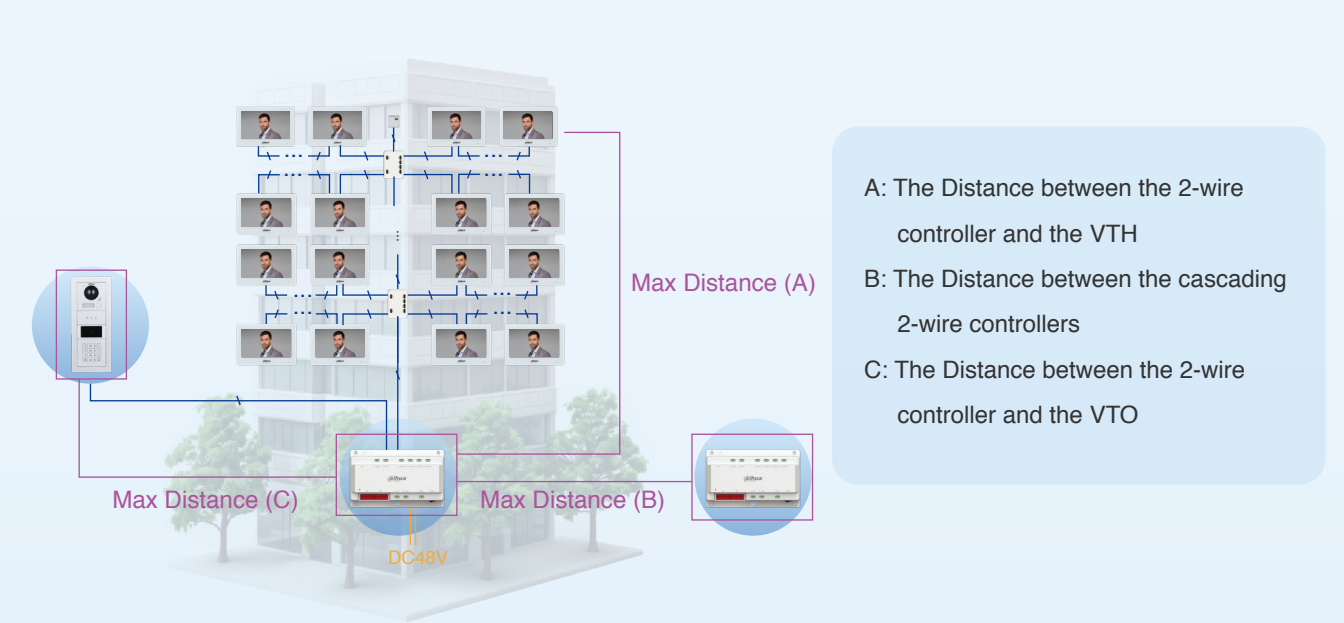 Max Distance (A)
Max Distance (C)
Max Distance (B)
DC48V
alhua
A: The Distance between the 2-wire
controller and the VTH
B: The Distance between the cascading
2-wire controllers
C: The Distance between the 2-wire
controller and the VTO